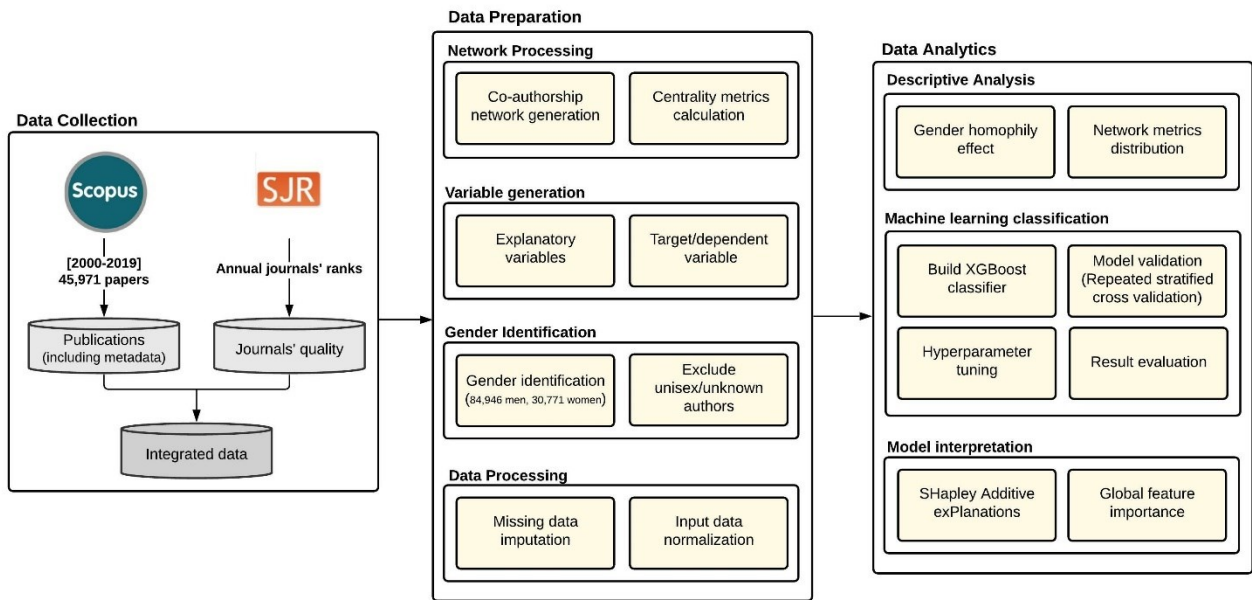 Data Collection
Scopus
SJR
[2000-2019]
45,971 papers
Annual journals' ranks
Publications
(including metadata)
Journals' quality
Integrated data
Data Preparation
Network Processing
Co-authorship
network generation
Centrality metrics
calculation
Variable generation
Explanatory
variables
Target/dependent
variable
Gender Identification
Gender identification
(84,946 men, 30,771 women)
Exclude
unisex/unknown
authors
Data Processing
Missing data
imputation
Input data
normalization
Data Analytics
Descriptive Analysis
Gender homophily
effect
Network metrics
distribution
Machine learning classification
Build XGBoost
classifier
Model validation
(Repeated stratified
cross validation)
Hyperparameter
tuning
Result evaluation
Model interpretation
SHapley Additive
exPlanations
Global feature
importance